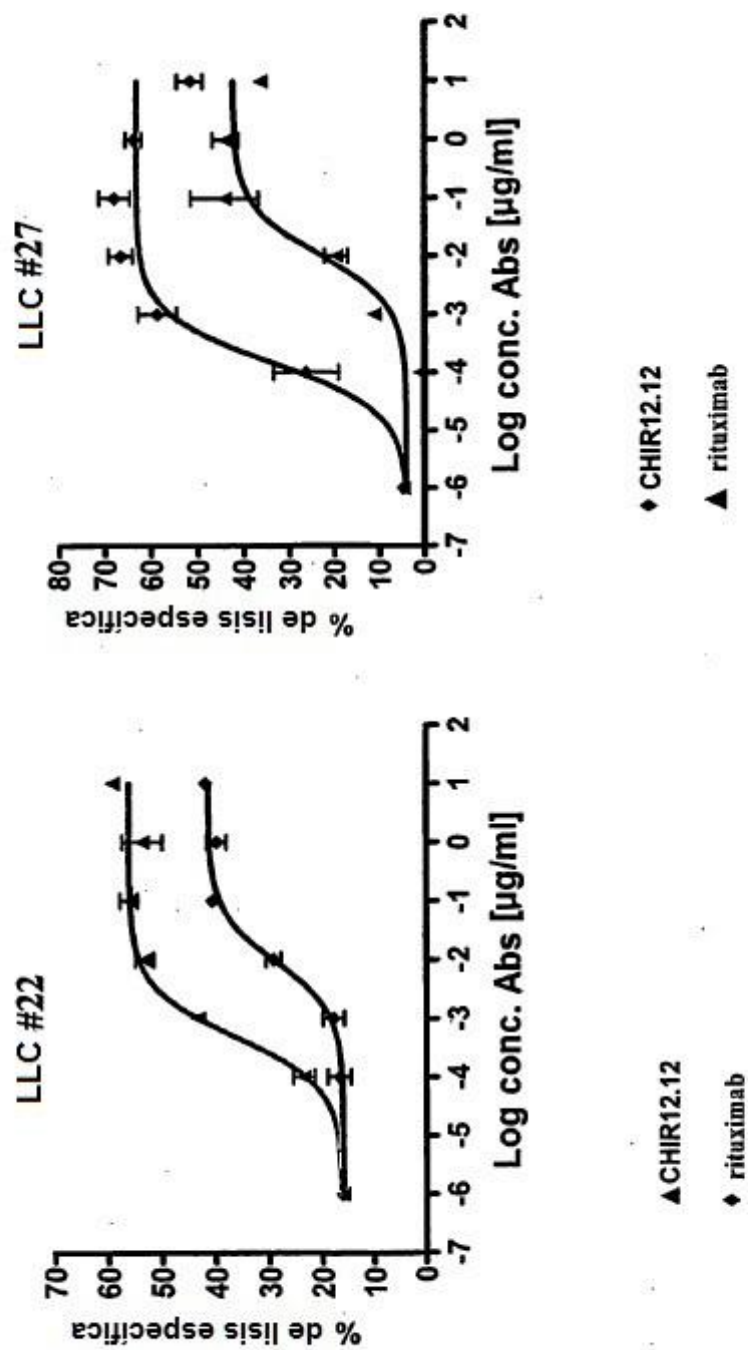 LLC #22
% de lisis específica
70
60
50
40
30
20
10
0
-7 -6 -5 -4 -3 -2 -1 0 1 2
Log conc. Abs [µg/ml]
▲CHIR12.12
◆ rituximab
LLC #27
% de lisis específica
80
70
60
50
40
30
20
10
0
-7 -6 -5 -4 -3 -2 -1 0 1 2
Log conc. Abs [µg/ml]
◆ CHIR12.12
▲ rituximab